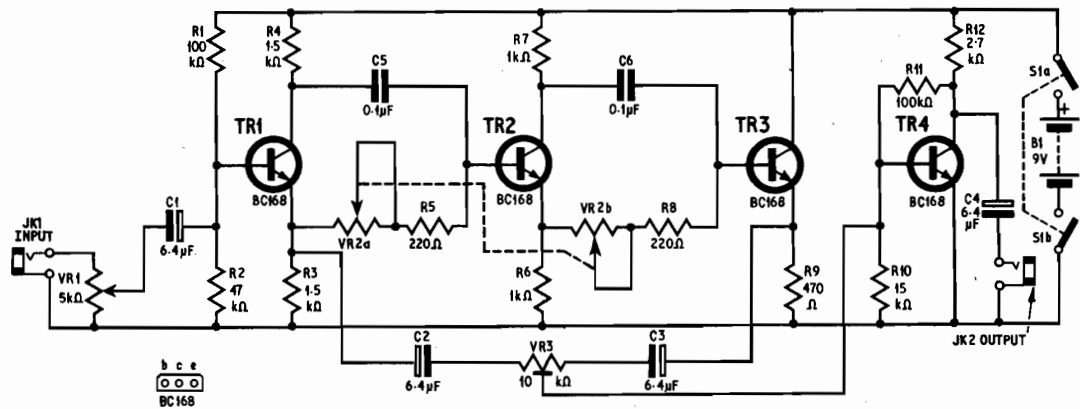 R1
100
kΩ
R4
1·5
kΩ
R7
1kΩ
R12
2·7
kΩ
C5
0·1µF
C6
0·1µF
R11
100kΩ
S1a
TR1
BC168
TR2
BC168
TR3
BC168
TR4
BC168
+
B1
9V
C1
6·4µF
VR2a
R5
220Ω
VR2b
R8
220Ω
C4
6·4
µF
S1b
JK1
INPUT
VR1
5kΩ
R2
47
kΩ
R3
1·5
kΩ
R6
1kΩ
R9
470
Ω
R10
15
kΩ
JK2 OUTPUT
C2
6·4µF
VR3
10 kΩ
C3
6·4µF
b c e
BC168